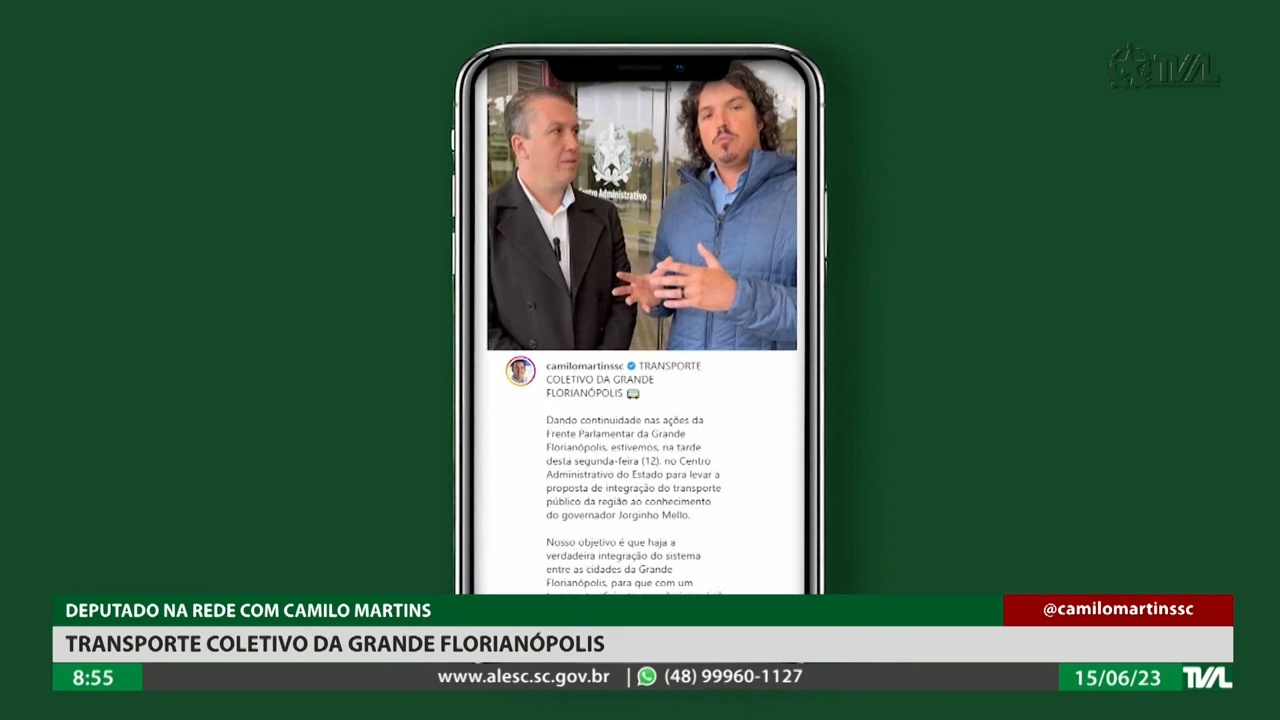 TVAL
Centro Administrativo
camilomartinssc TRANSPORTE
COLETIVO DA GRANDE
FLORIANÓPOLIS
Dando continuidade nas ações da
Frente Parlamentar da Grande
Florianópolis, estivemos, na tarde
desta segunda-feira (12), no Centro
Administrativo do Estado para levar a
proposta de integração do transporte
público da região ao conhecimento
do governador Jorginho Mello.
Nosso objetivo é que haja a
verdadeira integração do sistema
entre as cidades da Grande
Florianópolis, para que com um
DEPUTADO NA REDE COM CAMILO MARTINS
@camilomartinssc
TRANSPORTE COLETIVO DA GRANDE FLORIANÓPOLIS
8:55
www.alesc.sc.gov.br | (48) 99960-1127
15/06/23
TVAL